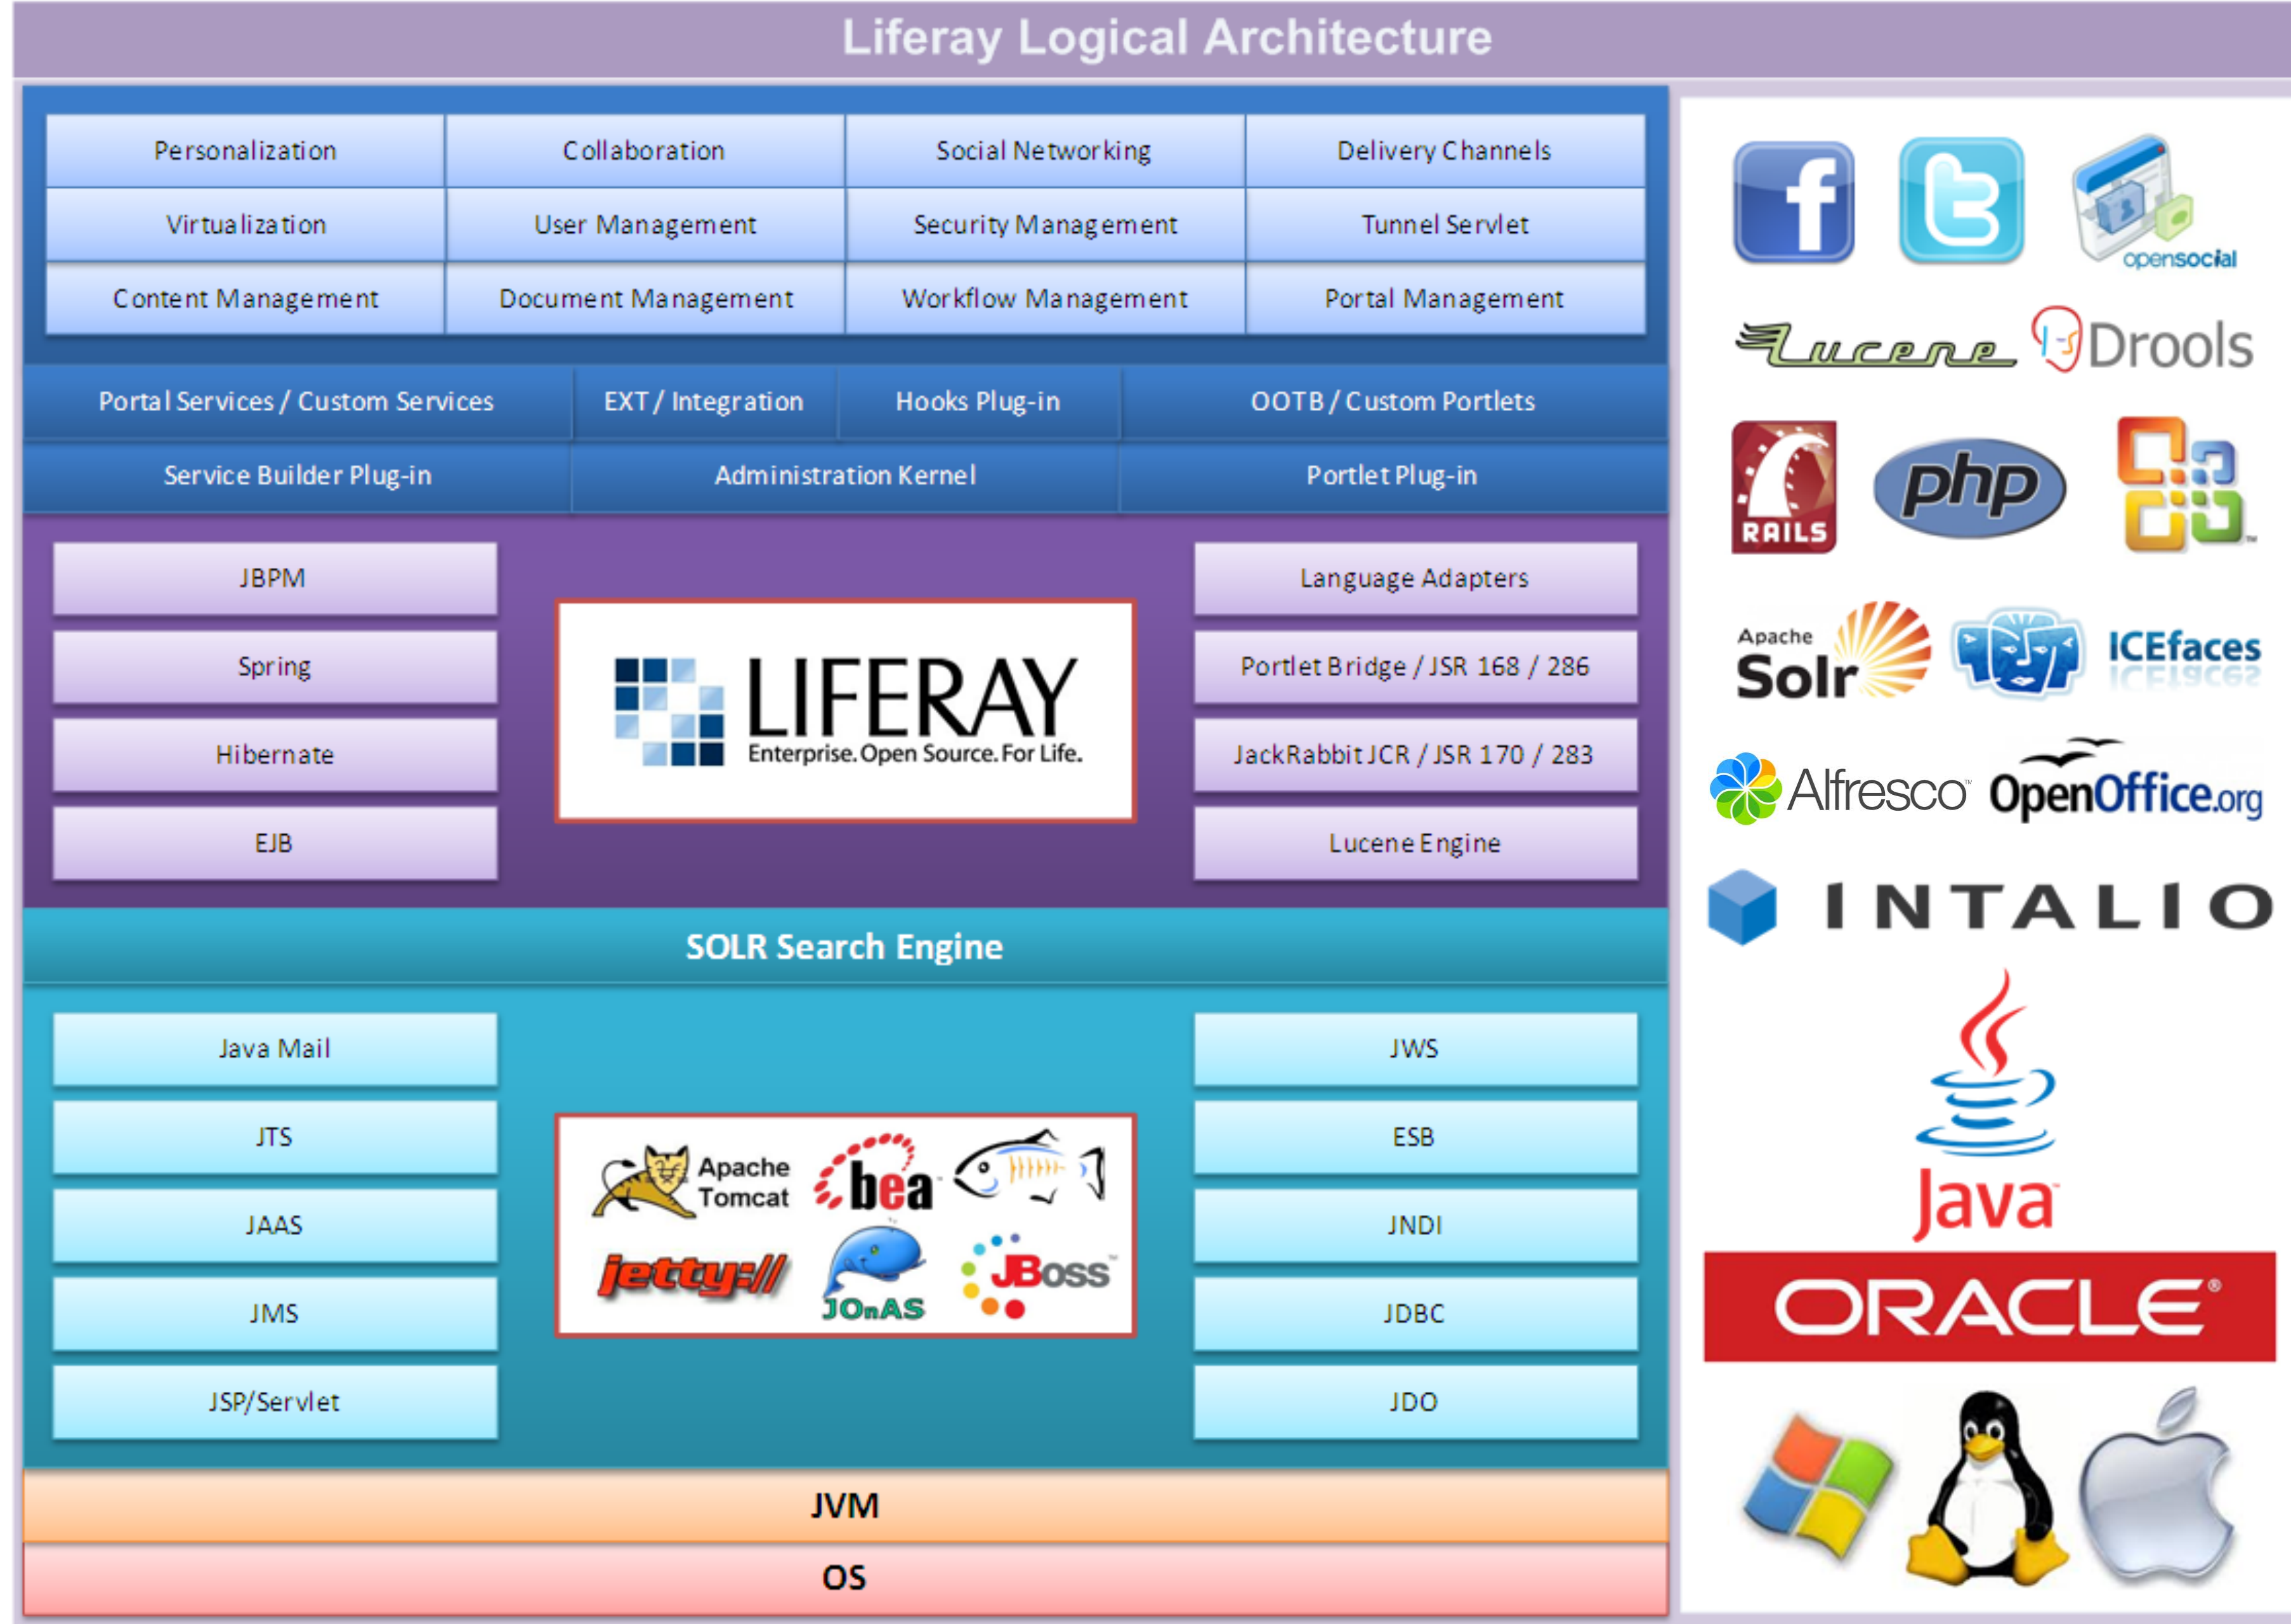 Liferay Logical Architecture
Personalization
Collaboration
Social Networking
Delivery Channels
Virtualization
User Management
Security Management
Tunnel Servlet
Content Management
Document Management
Workflow Management
Portal Management
Portal Services / Custom Services
EXT / Integration
Hooks Plug-in
OOTB / Custom Portlets
Service Builder Plug-in
Administration Kernel
Portlet Plug-in
JBPM
Spring
Hibernate
EJB
LIFERAY
Enterprise. Open Source. For Life.
Language Adapters
Portlet Bridge / JSR 168 / 286
JackRabbit JCR / JSR 170 / 283
Lucene Engine
SOLR Search Engine
Java Mail
JTS
JAAS
JMS
JSP/Servlet
Apache
Tomcat
bea
jetty://
JOnAS
JBoss™
JWS
ESB
JNDI
JDBC
JDO
JVM
OS
f
t
opensocial
Lucene
Drools
RAILS
php
Apache
Solr
ICEfaces
Alfresco™
OpenOffice.org
INTALIO
Java™
ORACLE®